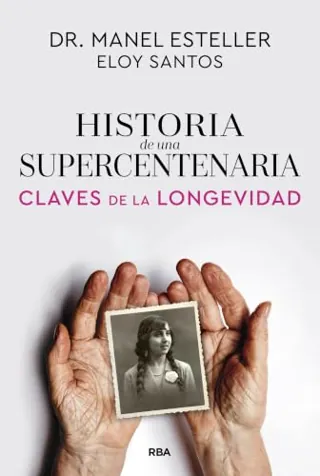 DR. MANEL ESTELLER
ELOY SANTOS
HISTORIA
de una
SUPERCENTENARIA
CLAVES DE LA LONGEVIDAD
RBA